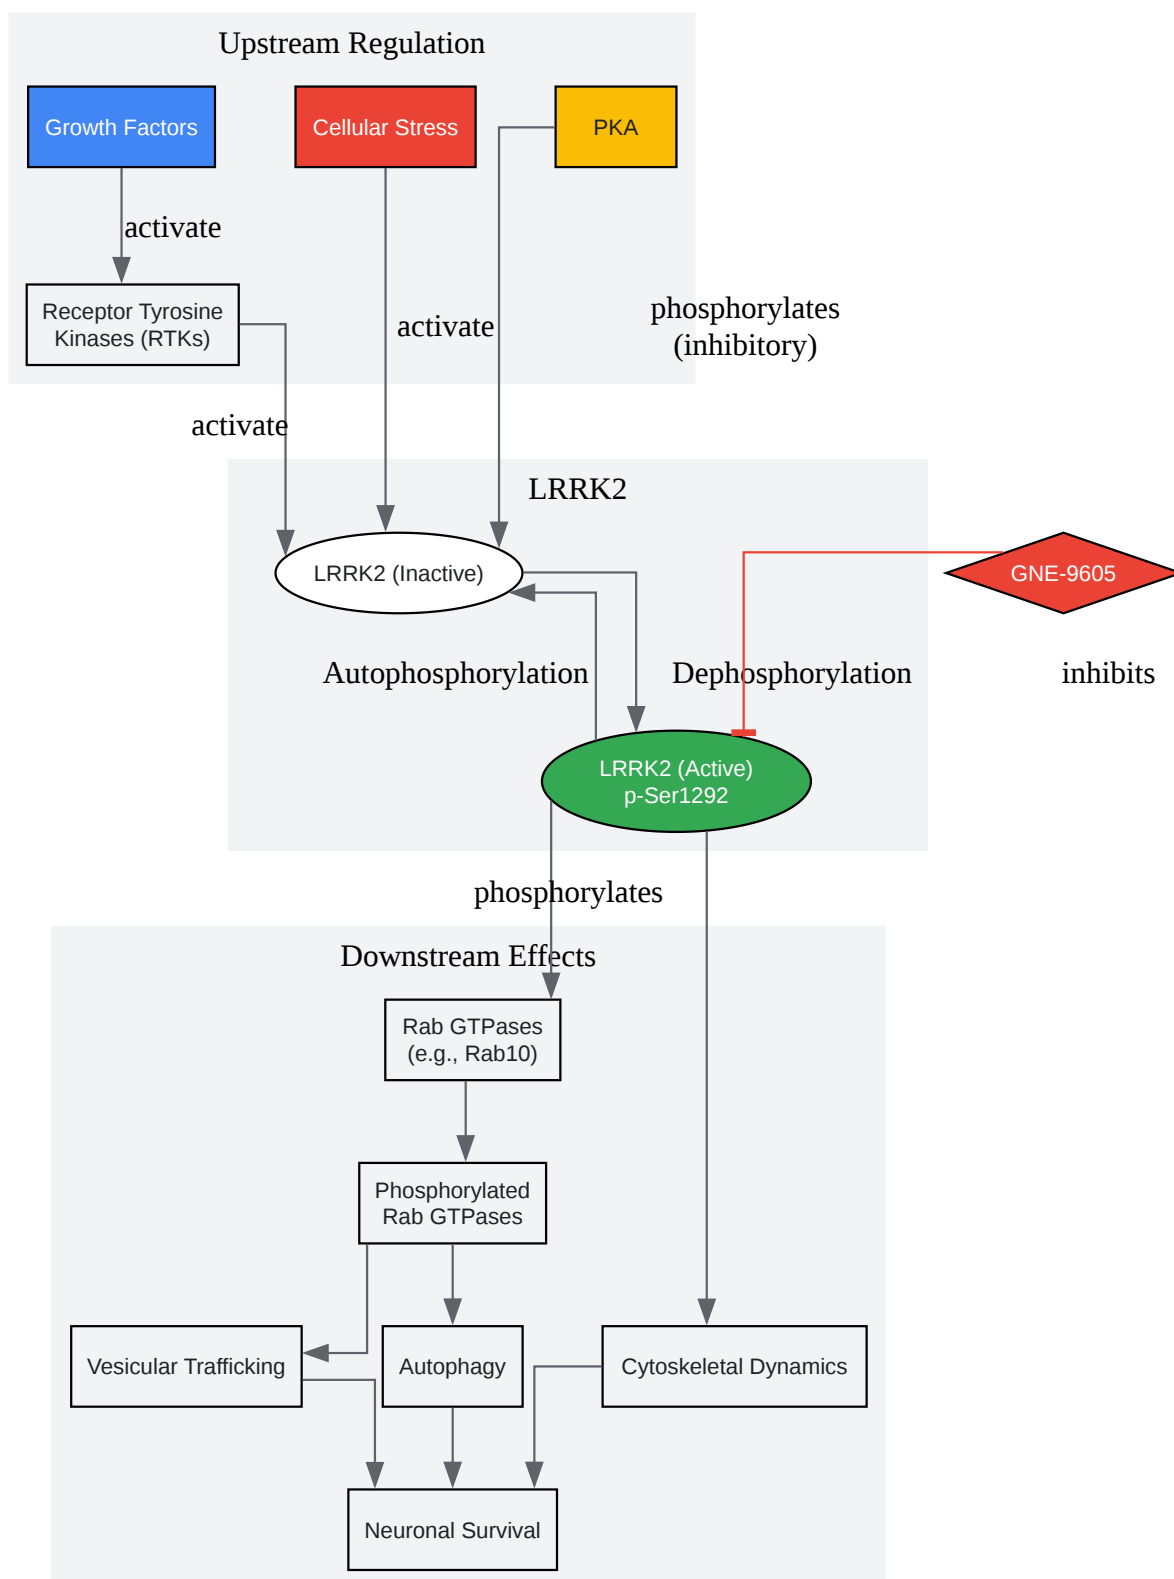 Upstream Regulation
Growth Factors
Cellular Stress
PKA
activate
Receptor Tyrosine
Kinases (RTKs)
activate
phosphorylates
(inhibitory)
activate
LRRK2
LRRK2 (Inactive)
GNE-9605
Autophosphorylation
Dephosphorylation
inhibits
LRRK2 (Active)
p-Ser1292
phosphorylates
Downstream Effects
Rab GTPases
(e.g., Rab10)
Phosphorylated
Rab GTPases
Vesicular Trafficking
Autophagy
Cytoskeletal Dynamics
Neuronal Survival